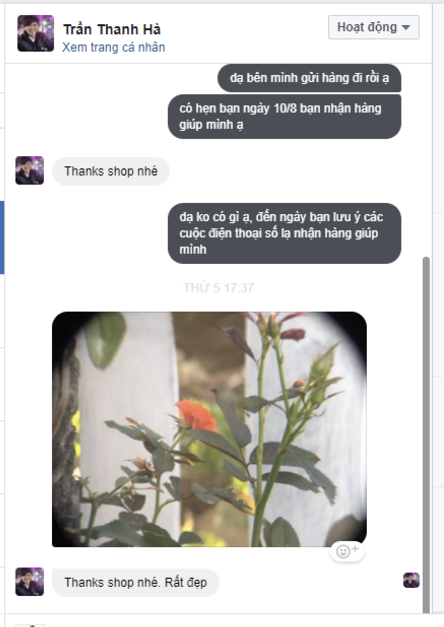 Trần Thanh Hà
Hoạt động
Xem trang cá nhân
dạ bên mình gửi hàng đi rồi ạ
có hẹn bạn ngày 10/8 bạn nhận hàng
giúp mình ạ
Thanks shop nhé
dạ ko có gì ạ, đến ngày bạn lưu ý các
cuộc điện thoại số lạ nhận hàng giúp
mình
THỨ 5 17:37
Thanks shop nhé. Rất đẹp